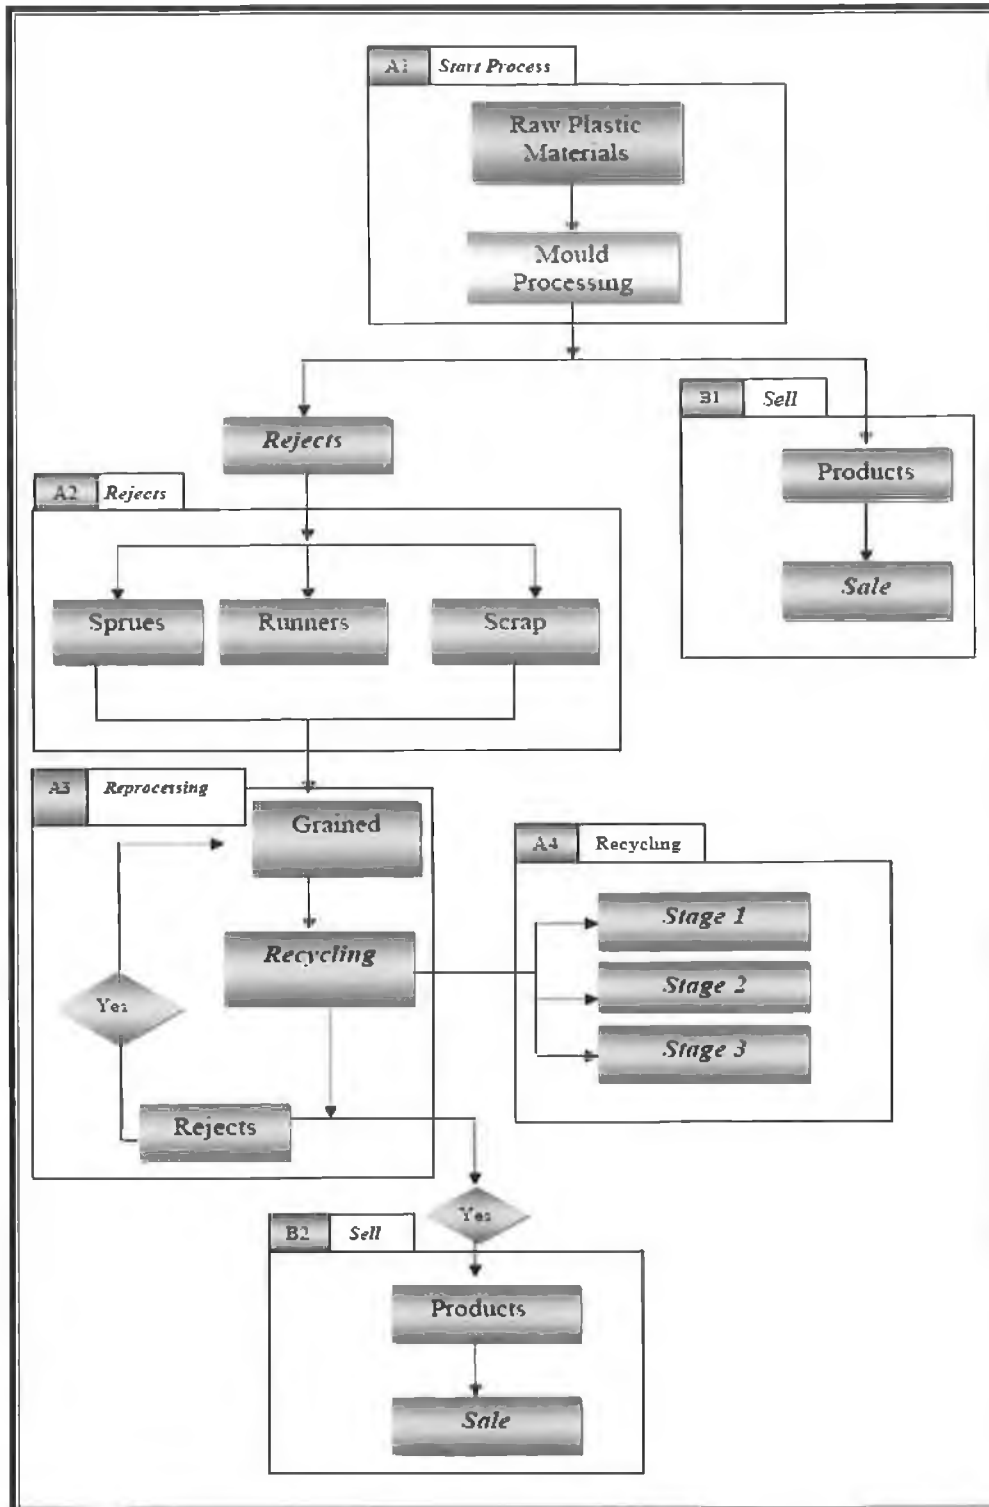 A1 Start Process
Raw Plastic
Materials
Mould
Processing
B1 Sell
Rejects
Products
A2 Rejects
Sale
Sprues Runners Scrap
A3 Reprocessing
Grained
A4 Recycling
Stage 1
Recycling
Stage 2
Yes
Stage 3
Rejects
Yes
B2 Sell
Products
Sale